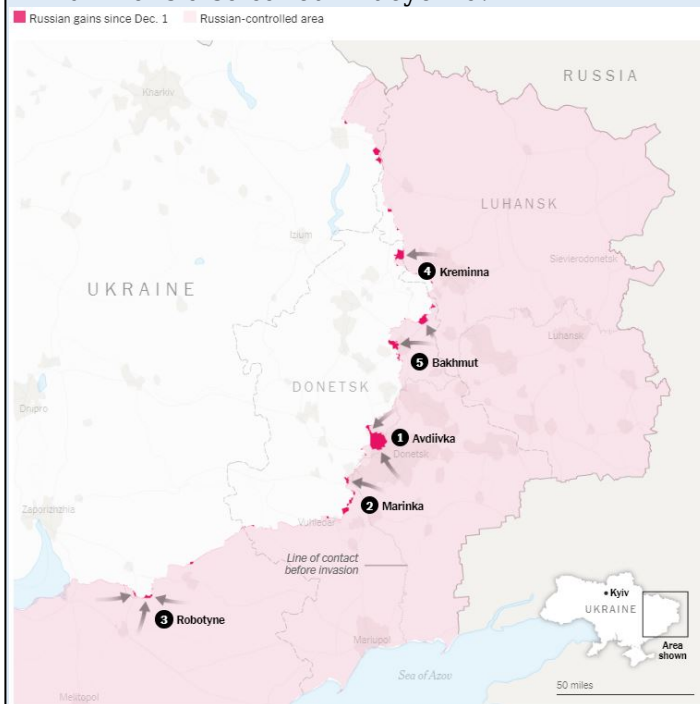 Russian gains since Dec. 1
Russian-controlled area
RUSSIA
Kharkiv
LUHANSK
Izium
Sievierodonetsk
4 Kreminna
UKRAINE
Luhansk
5 Bakhmut
DONETSK
Dnipro
1 Avdiivka
Donetsk
Zaporizhzhia
2 Marinka
Vuhledar
Line of contact
before invasion
Kyiv
UKRAINE
3 Robotyne
Mariupol
Area
shown
Sea of Azov
50 miles
Melitopol